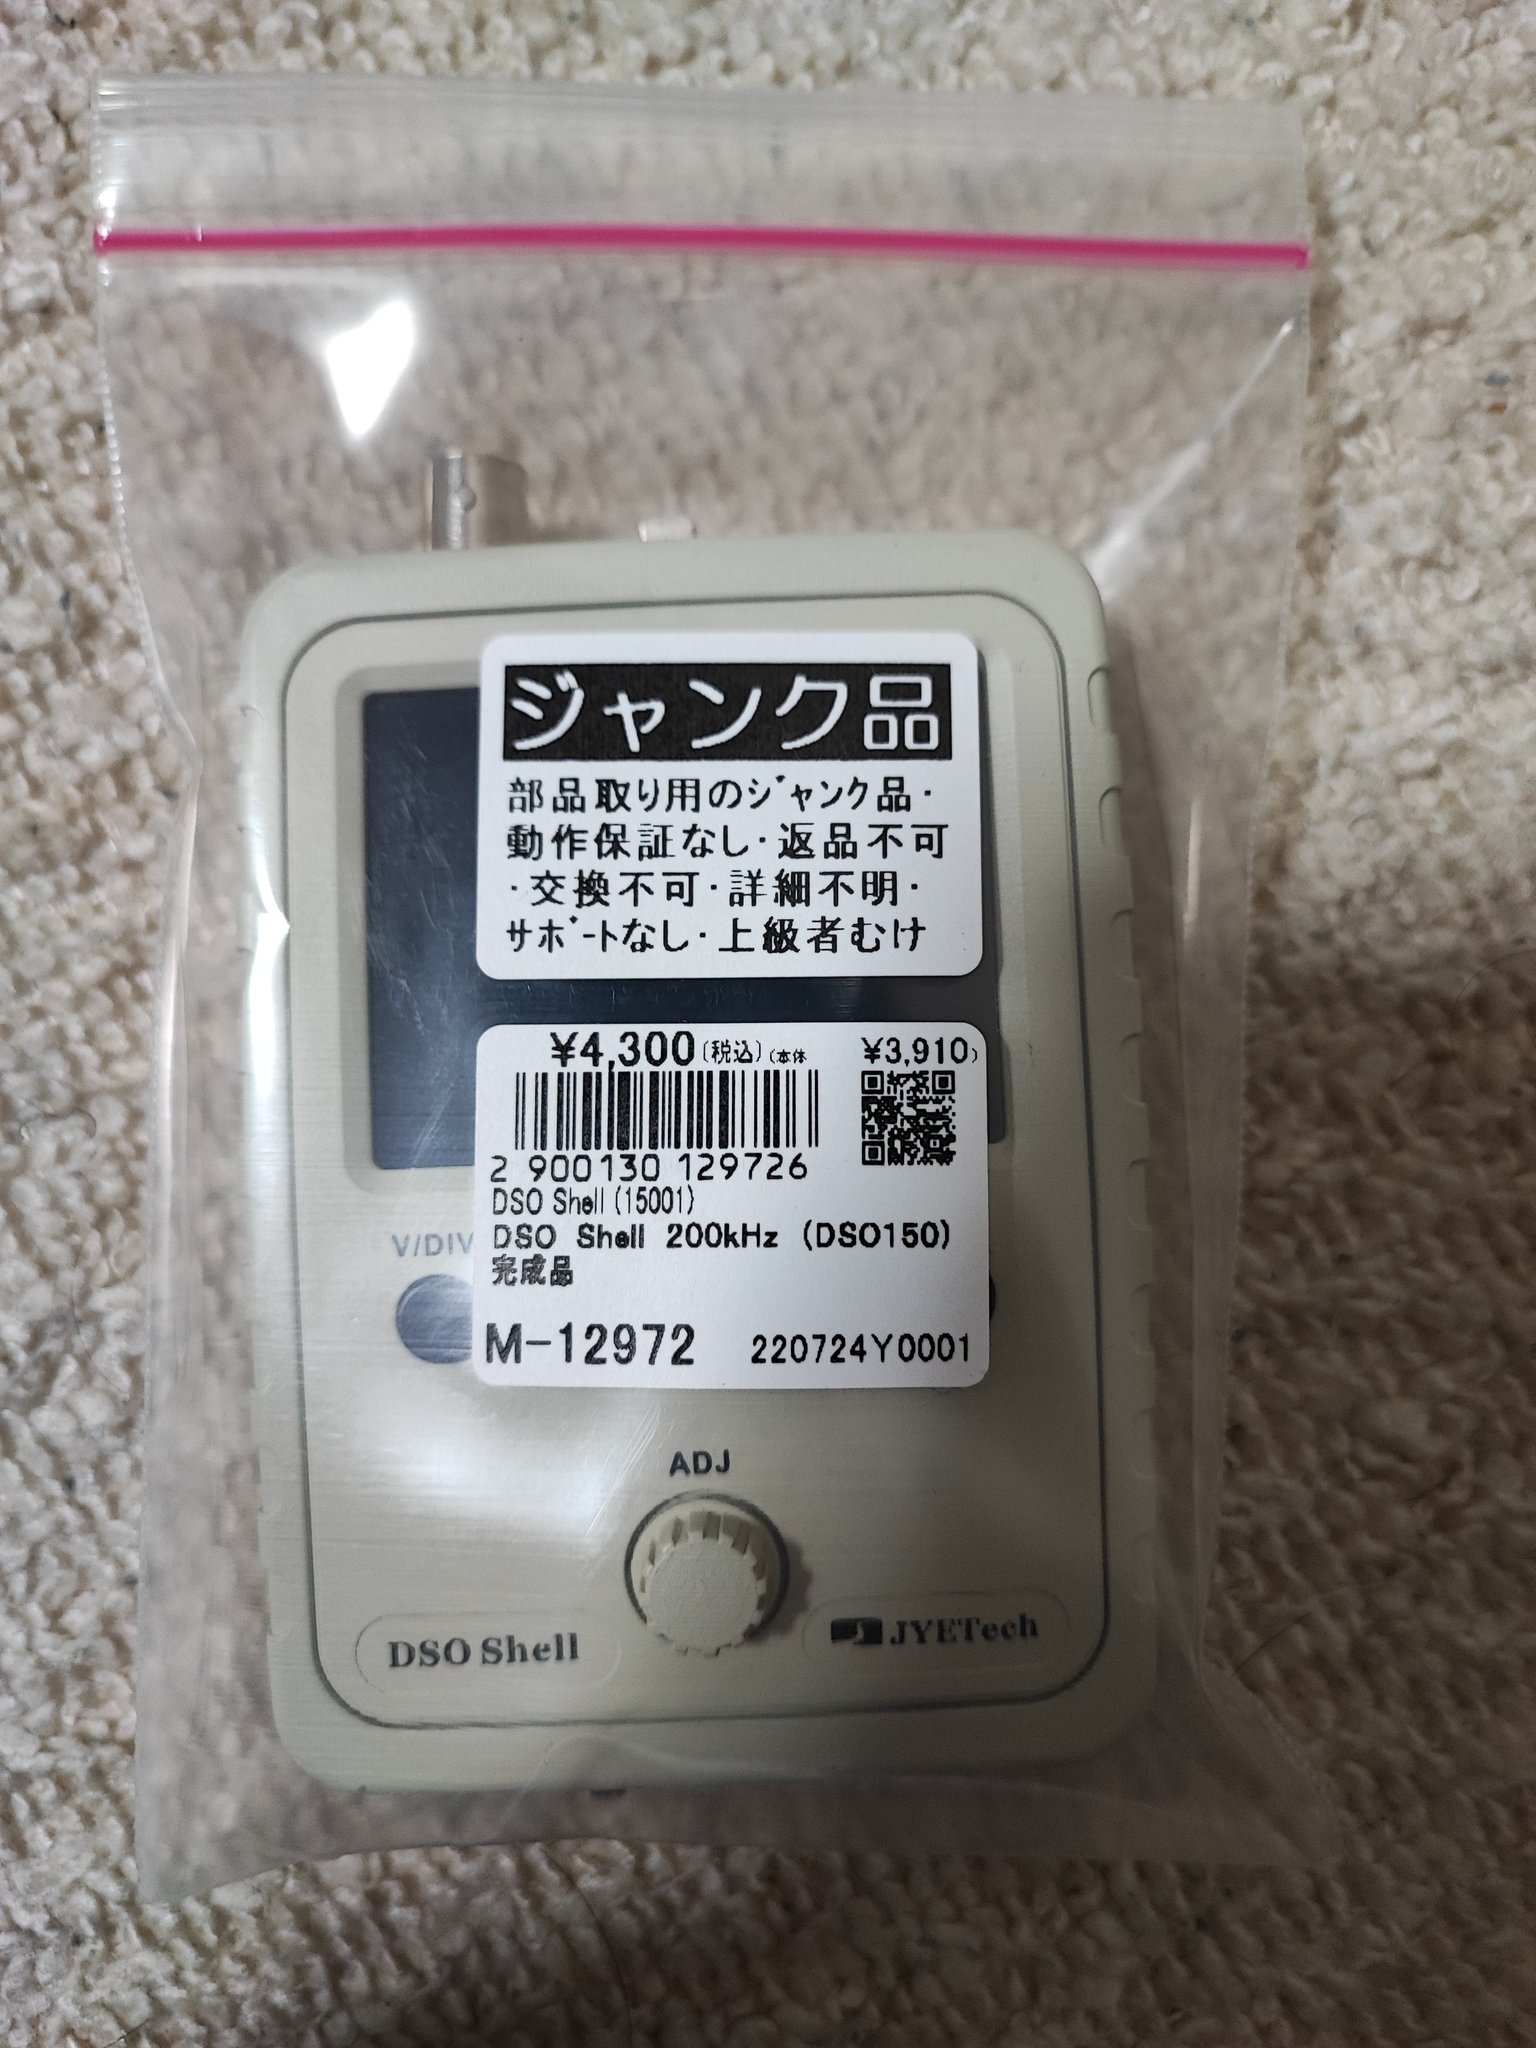 ジャンク品
部品取り用のジャンク品・
動作保証なし・返品不可
・交換不可・詳細不明・
サポートなし・上級者むけ
¥4,300(税込)(本体 ¥3,910)
2 900130 129726
DSO Shell (15001)
DSO Shell 200kHz (DSO150)
完成品
M-12972 220724Y0001
V/DIV
ADJ
DSO Shell
JYETech